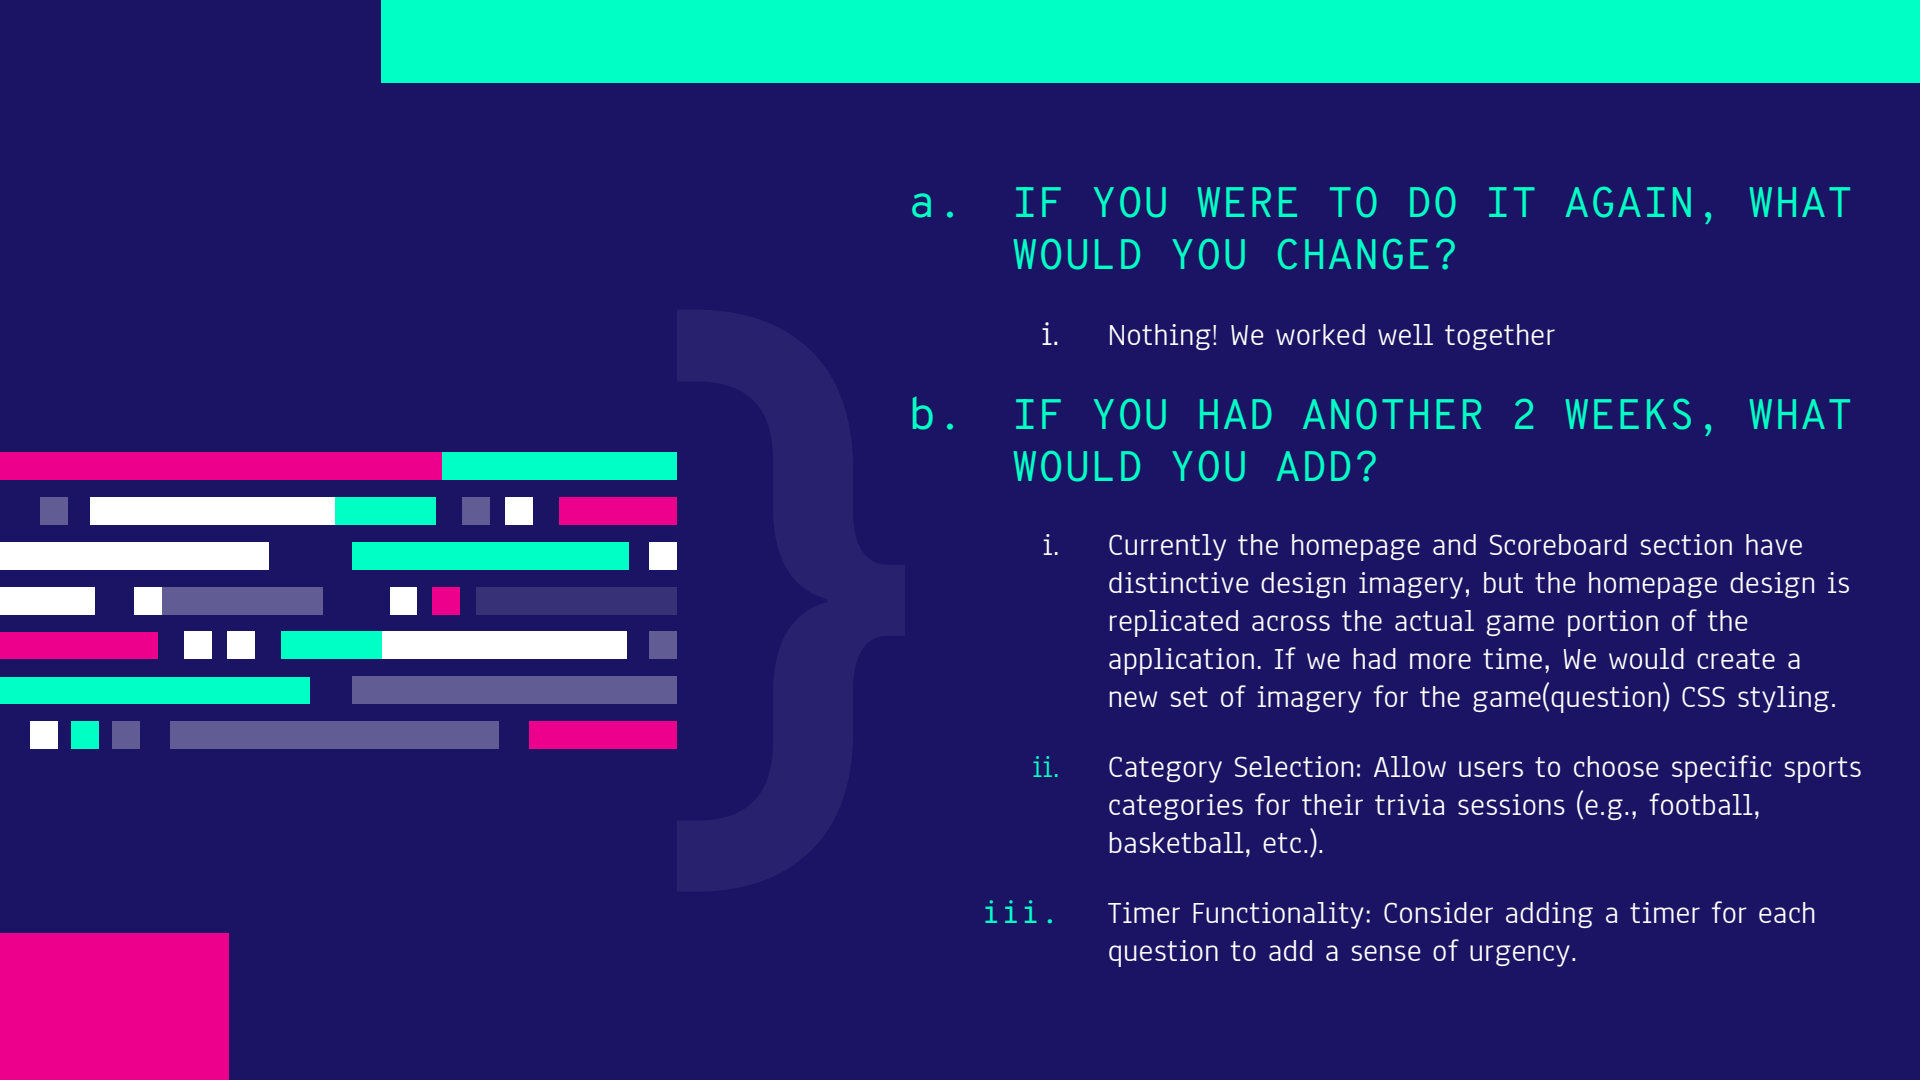 a. IF YOU WERE TO DO IT AGAIN, WHAT
WOULD YOU CHANGE?
i. Nothing! We worked well together
b. IF YOU HAD ANOTHER 2 WEEKS, WHAT
WOULD YOU ADD?
i. Currently the homepage and Scoreboard section have
distinctive design imagery, but the homepage design is
replicated across the actual game portion of the
application. If we had more time, We would create a
new set of imagery for the game(question) CSS styling.
ii. Category Selection: Allow users to choose specific sports
categories for their trivia sessions (e.g., football,
basketball, etc.).
iii. Timer Functionality: Consider adding a timer for each
question to add a sense of urgency.
}